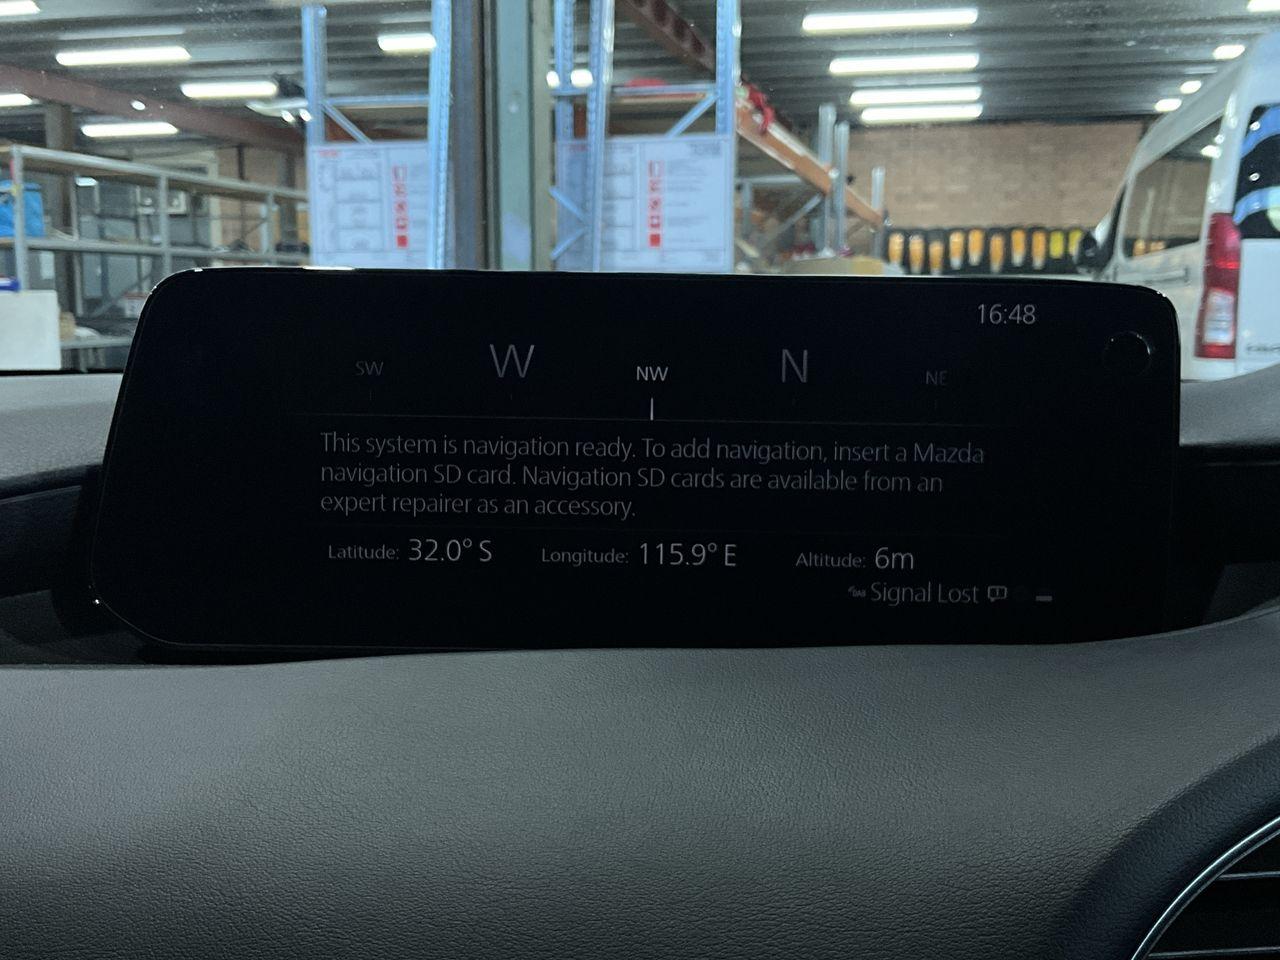 16:48
SW W NW N NE
This system is navigation ready. To add navigation, insert a Mazda
navigation SD card. Navigation SD cards are available from an
expert repairer as an accessory.
Latitude: 32.0° S Longitude: 115.9° E Altitude: 6m
DAB Signal Lost